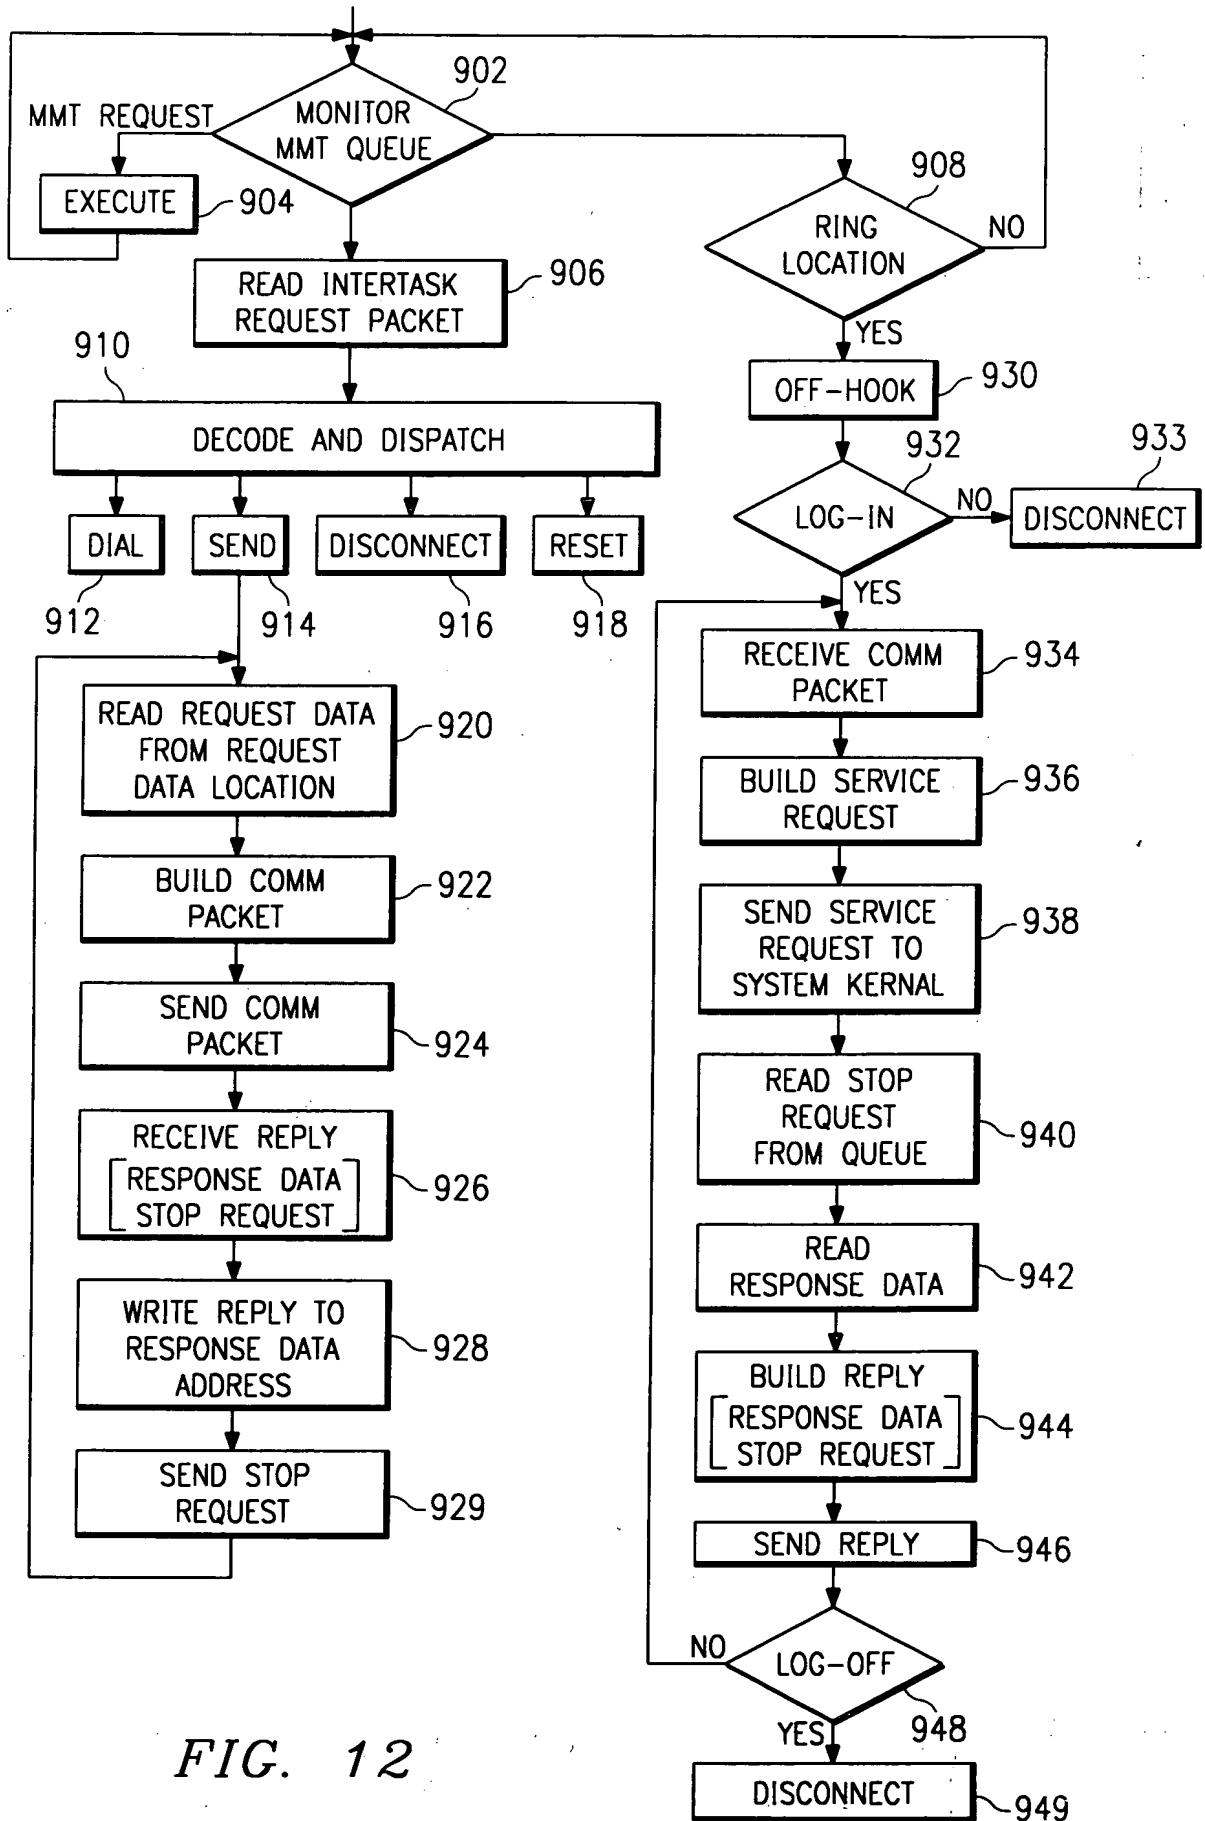 902
MMT REQUEST
MONITOR
MMT QUEUE
EXECUTE
904
908
RING
LOCATION
NO
YES
READ INTERTASK
REQUEST PACKET
906
910
DECODE AND DISPATCH
DIAL
SEND
DISCONNECT
RESET
912
914
916
918
READ REQUEST DATA
FROM REQUEST
DATA LOCATION
920
BUILD COMM
PACKET
922
SEND COMM
PACKET
924
RECEIVE REPLY
RESPONSE DATA
STOP REQUEST
926
WRITE REPLY TO
RESPONSE DATA
ADDRESS
928
SEND STOP
REQUEST
929
OFF-HOOK
930
932
LOG-IN
NO
933
DISCONNECT
YES
RECEIVE COMM
PACKET
934
BUILD SERVICE
REQUEST
936
SEND SERVICE
REQUEST TO
SYSTEM KERNAL
938
READ STOP
REQUEST
FROM QUEUE
940
READ
RESPONSE DATA
942
BUILD REPLY
RESPONSE DATA
STOP REQUEST
944
SEND REPLY
946
NO
LOG-OFF
948
YES
DISCONNECT
949
FIG. 12